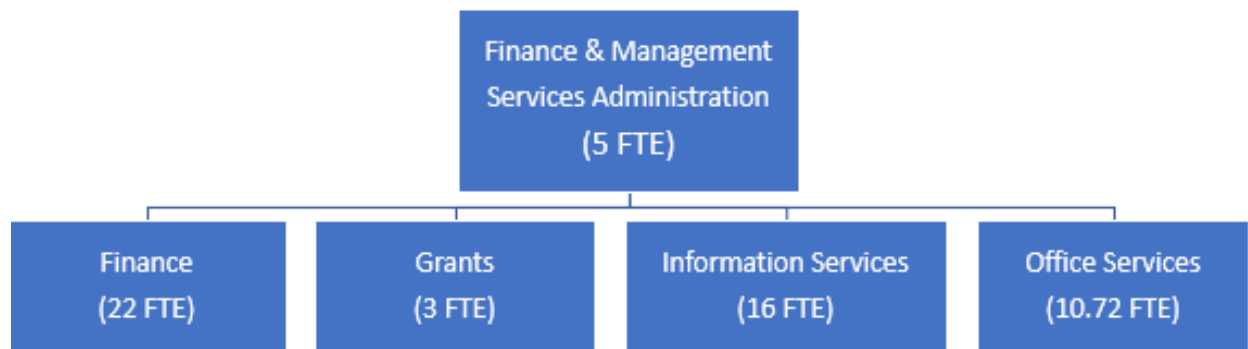 Finance & Management
Services Administration
(5 FTE)
Finance
(22 FTE)
Grants
(3 FTE)
Information Services
(16 FTE)
Office Services
(10.72 FTE)